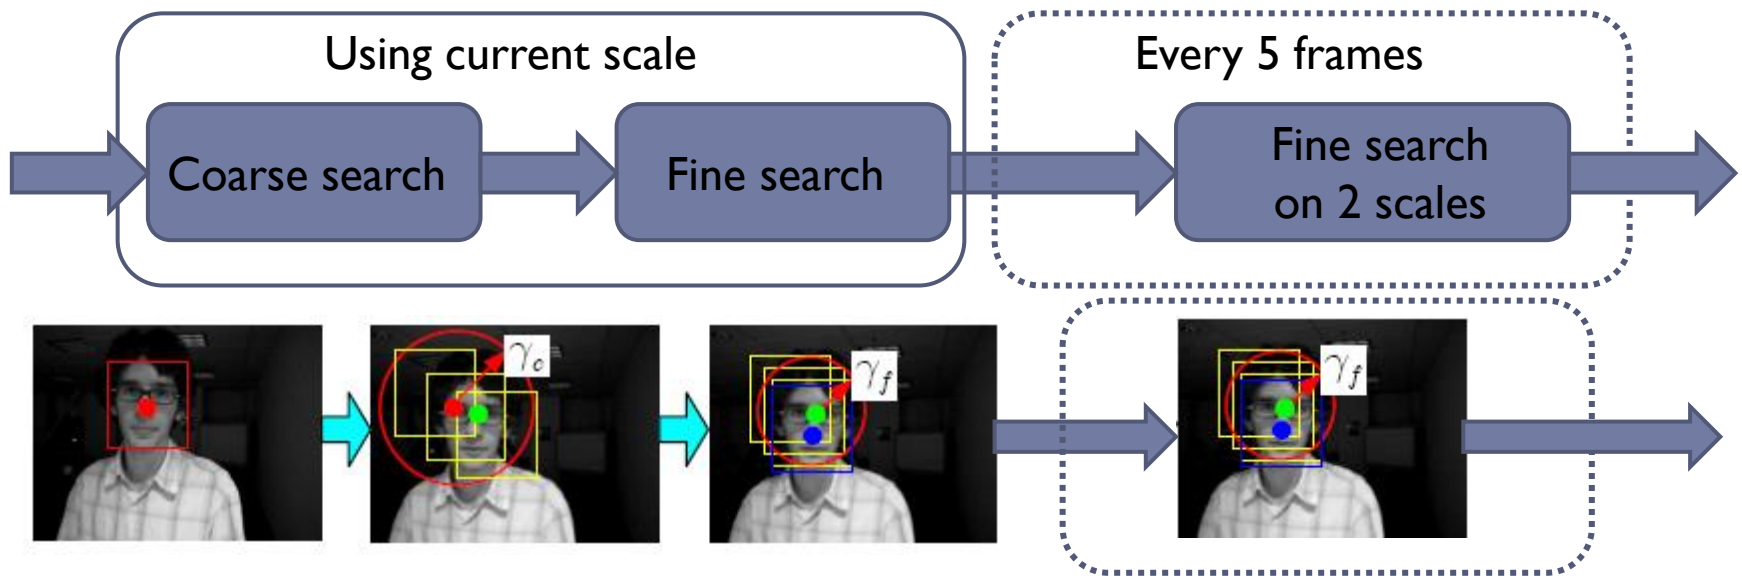 Using current scale
Every 5 frames
Coarse search
Fine search
Fine search
on 2 scales
γc
γf
γf